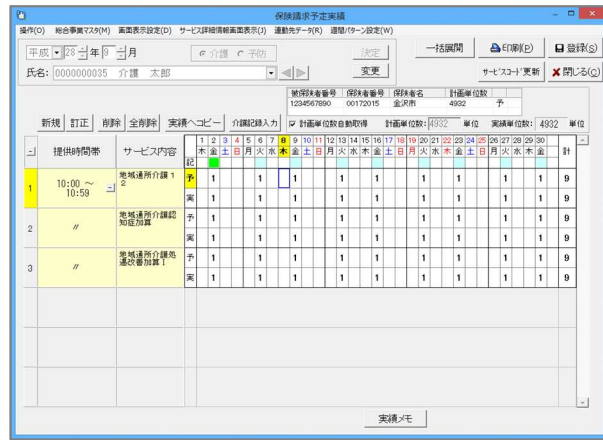 保険請求予定実績
操作(O) 総合事業マスタ(M) 画面表示設定(D) サービス詳細情報画面表示(J) 連動先データ(R) 週間パターン設定(W)
平成 28 年 9 月 介護 予防 決定 一括展開 印刷(P) 登録(S)
氏名: 0000000035 介護 太郎 変更 サービスコード更新 閉じる(C)
被保険者番号 保険者番号 保険者名 計画単位数
1234567890 00172015 金沢市 4932 予
新規 訂正 削除 全削除 実績へコピー 介護記録入力 計画単位数自動取得 計画単位数: 4932 単位 実績単位数: 4932 単位
1 2 3 4 5 6 7 8 9 10 11 12 13 14 15 16 17 18 19 20 21 22 23 24 25 26 27 28 29 30
- 提供時間帯 サービス内容 木 金 土 日 月 火 水 木 金 土 日 月 火 水 木 金 土 日 月 火 水 木 金 土 日 月 火 水 木 金 計
記
1 10:00 ~ 10:59 地域通所介護12 予 1 1 1 1 1 1 1 1 1 9
実 1 1 1 1 1 1 1 1 1 9
2 〃 地域通所介護認知症加算 予 1 1 1 1 1 1 1 1 1 9
実 1 1 1 1 1 1 1 1 1 9
3 〃 地域通所介護処遇改善加算Ⅰ 予 1 1 1 1 1 1 1 1 1 9
実 1 1 1 1 1 1 1 1 1 9
実績メモ